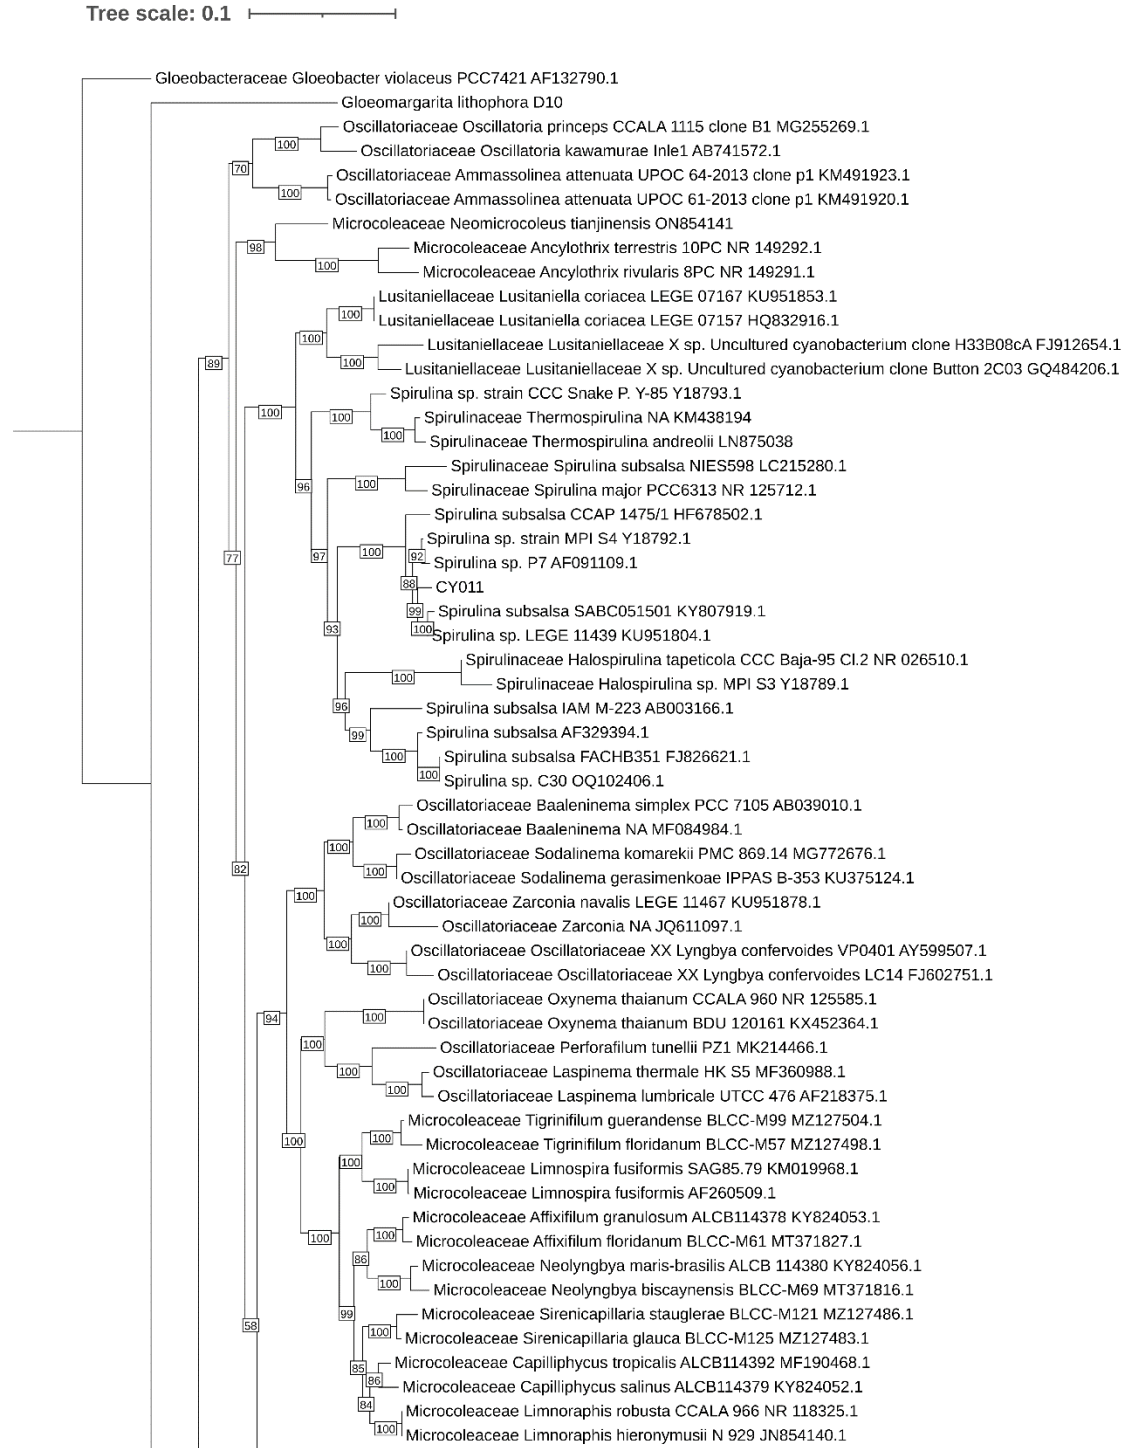 Tree scale: 0.1
Gloeobacteraceae Gloeobacter violaceus PCC7421 AF132790.1
Gloeomargarita lithophora D10
Oscillatoriaceae Oscillatoria princeps CCALA 1115 clone B1 MG255269.1
100
Oscillatoriaceae Oscillatoria kawamurae Inle1 AB741572.1
70
Oscillatoriaceae Ammassolinea attenuata UPOC 64-2013 clone p1 KM491923.1
100
Oscillatoriaceae Ammassolinea attenuata UPOC 61-2013 clone p1 KM491920.1
Microcoleaceae Neomicrocoleus tianjinensis ON854141
98
Microcoleaceae Ancylothrix terrestris 10PC NR 149292.1
100
Microcoleaceae Ancylothrix rivularis 8PC NR 149291.1
Lusitaniellaceae Lusitaniella coriacea LEGE 07167 KU951853.1
100
Lusitaniellaceae Lusitaniella coriacea LEGE 07157 HQ832916.1
100
Lusitaniellaceae Lusitaniellaceae X sp. Uncultured cyanobacterium clone H33B08cA FJ912654.1
89
100
Lusitaniellaceae Lusitaniellaceae X sp. Uncultured cyanobacterium clone Button 2C03 GQ484206.1
Spirulina sp. strain CCC Snake P. Y-85 Y18793.1
100
100
Spirulinaceae Thermospirulina NA KM438194
100
Spirulinaceae Thermospirulina andreolii LN875038
Spirulinaceae Spirulina subsalsa NIES598 LC215280.1
100
96
Spirulinaceae Spirulina major PCC6313 NR 125712.1
Spirulina subsalsa CCAP 1475/1 HF678502.1
Spirulina sp. strain MPI S4 Y18792.1
100
92
97
77
Spirulina sp. P7 AF091109.1
88
CY011
99
Spirulina subsalsa SABC051501 KY807919.1
93
100
Spirulina sp. LEGE 11439 KU951804.1
Spirulinaceae Halospirulina tapeticola CCC Baja-95 Cl.2 NR 026510.1
100
Spirulinaceae Halospirulina sp. MPI S3 Y18789.1
96
Spirulina subsalsa IAM M-223 AB003166.1
99
Spirulina subsalsa AF329394.1
100
Spirulina subsalsa FACHB351 FJ826621.1
100
Spirulina sp. C30 OQ102406.1
Oscillatoriaceae Baaleninema simplex PCC 7105 AB039010.1
100
Oscillatoriaceae Baaleninema NA MF084984.1
100
Oscillatoriaceae Sodalinema komarekii PMC 869.14 MG772676.1
82
100
Oscillatoriaceae Sodalinema gerasimenkoae IPPAS B-353 KU375124.1
100
Oscillatoriaceae Zarconia navalis LEGE 11467 KU951878.1
100
Oscillatoriaceae Zarconia NA JQ611097.1
100
Oscillatoriaceae Oscillatoriaceae XX Lyngbya confervoides VP0401 AY599507.1
100
Oscillatoriaceae Oscillatoriaceae XX Lyngbya confervoides LC14 FJ602751.1
Oscillatoriaceae Oxynema thaianum CCALA 960 NR 125585.1
94
100
Oscillatoriaceae Oxynema thaianum BDU 120161 KX452364.1
100
Oscillatoriaceae Perforafilum tunellii PZ1 MK214466.1
100
Oscillatoriaceae Laspinema thermale HK S5 MF360988.1
100
Oscillatoriaceae Laspinema lumbricale UTCC 476 AF218375.1
Microcoleaceae Tigrinifilum guerandense BLCC-M99 MZ127504.1
100
100
Microcoleaceae Tigrinifilum floridanum BLCC-M57 MZ127498.1
100
Microcoleaceae Limnospira fusiformis SAG85.79 KM019968.1
100
Microcoleaceae Limnospira fusiformis AF260509.1
Microcoleaceae Affixifilum granulosum ALCB114378 KY824053.1
100
100
Microcoleaceae Affixifilum floridanum BLCC-M61 MT371827.1
86
Microcoleaceae Neolyngbya maris-brasilis ALCB 114380 KY824056.1
100
Microcoleaceae Neolyngbya biscaynensis BLCC-M69 MT371816.1
99
Microcoleaceae Sirenicapillaria stauglerae BLCC-M121 MZ127486.1
58
100
Microcoleaceae Sirenicapillaria glauca BLCC-M125 MZ127483.1
85
Microcoleaceae Capilliphycus tropicalis ALCB114392 MF190468.1
86
Microcoleaceae Capilliphycus salinus ALCB114379 KY824052.1
84
Microcoleaceae Limnoraphis robusta CCALA 966 NR 118325.1
100
Microcoleaceae Limnoraphis hieronymusii N 929 JN854140.1